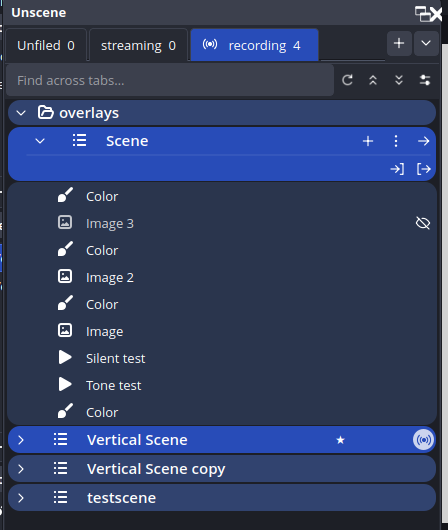 Unscene
Unfiled 0 streaming 0 recording 4
Find across tabs...
overlays
Scene
Color
Image 3
Color
Image 2
Color
Image
Silent test
Tone test
Color
Vertical Scene
Vertical Scene copy
testscene